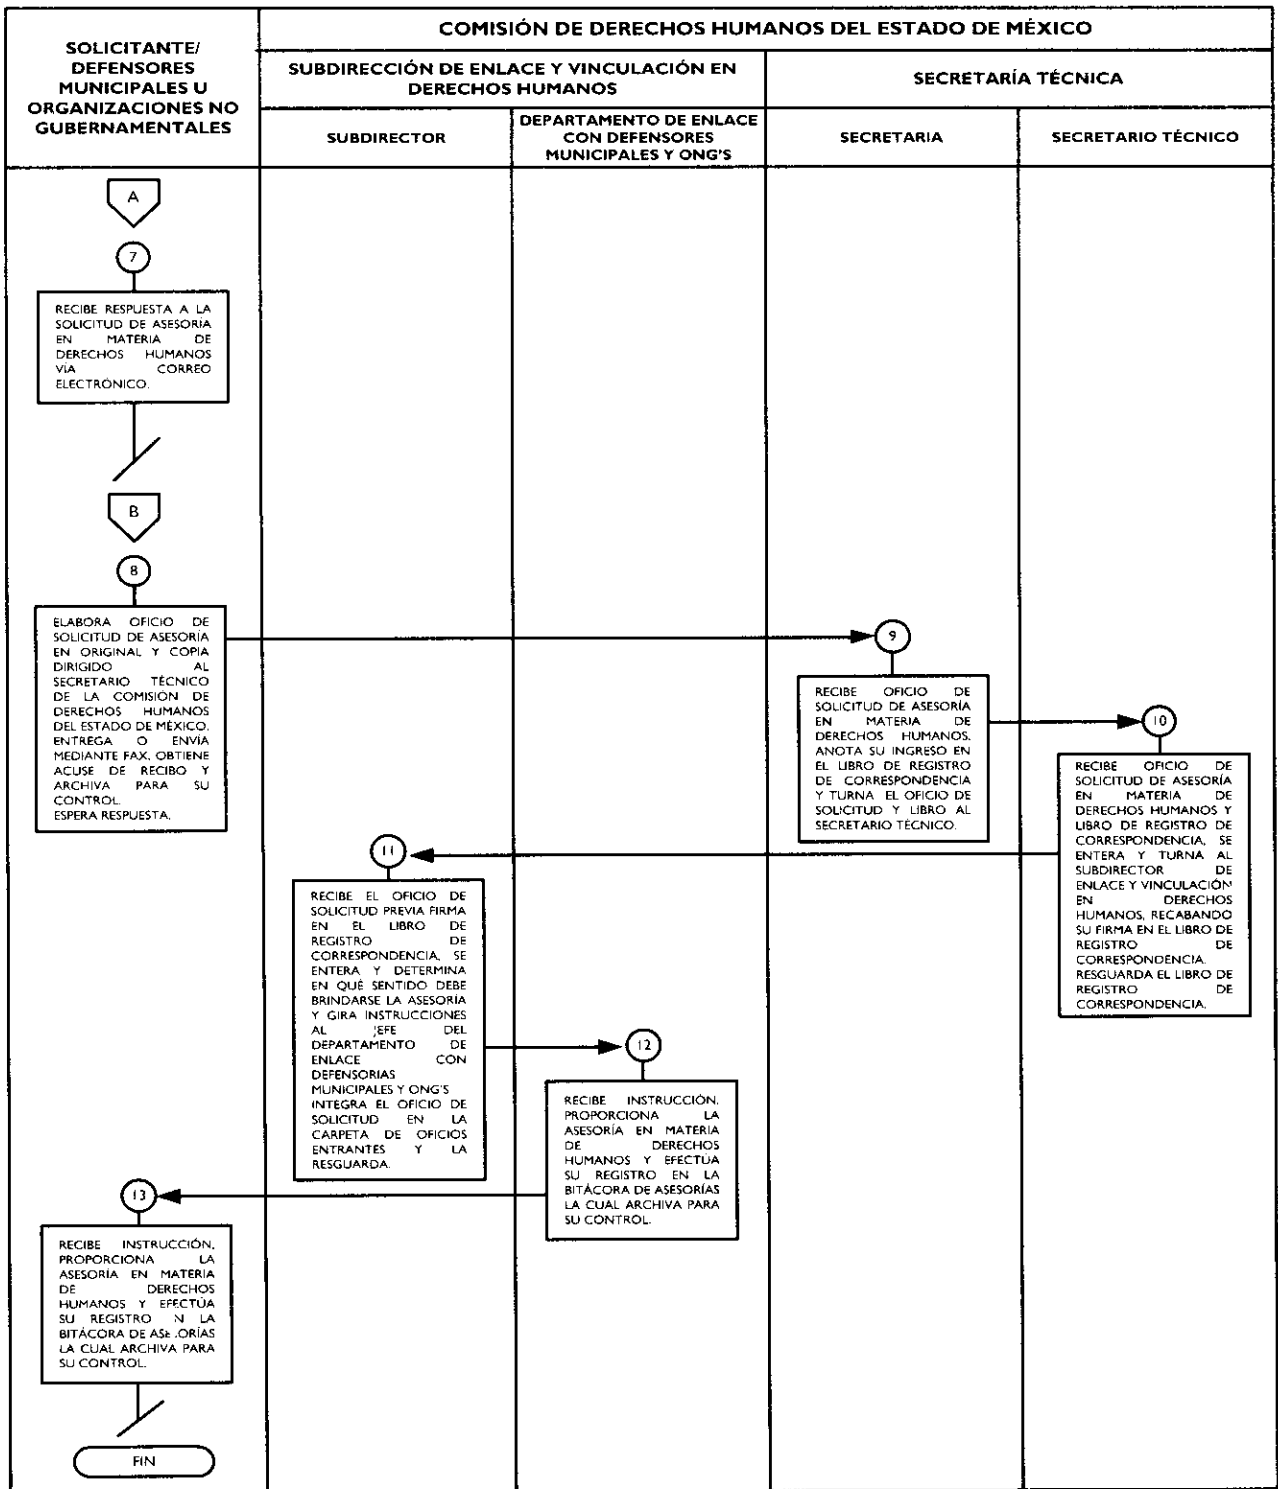 COMISIÓN DE DERECHOS HUMANOS DEL ESTADO DE MÉXICO
SOLICITANTE/
DEFENSORES
MUNICIPALES U
ORGANIZACIONES NO
GUBERNAMENTALES
SUBDIRECCIÓN DE ENLACE Y VINCULACIÓN EN
DERECHOS HUMANOS
SECRETARÍA TÉCNICA
SUBDIRECTOR
DEPARTAMENTO DE ENLACE
CON DEFENSORES
MUNICIPALES Y ONG'S
SECRETARIA
SECRETARIO TÉCNICO
A
7
RECIBE RESPUESTA A LA
SOLICITUD DE ASESORÍA
EN MATERIA DE
DERECHOS HUMANOS
VÍA CORREO
ELECTRÓNICO.
B
8
ELABORA OFICIO DE
SOLICITUD DE ASESORÍA
EN ORIGINAL Y COPIA
DIRIGIDO AL
SECRETARIO TÉCNICO
DE LA COMISIÓN DE
DERECHOS HUMANOS
DEL ESTADO DE MÉXICO.
ENTREGA O ENVÍA
MEDIANTE FAX, OBTIENE
ACUSE DE RECIBO Y
ARCHIVA PARA SU
CONTROL.
ESPERA RESPUESTA.
9
RECIBE OFICIO DE
SOLICITUD DE ASESORÍA
EN MATERIA DE
DERECHOS HUMANOS,
ANOTA SU INGRESO EN
EL LIBRO DE REGISTRO
DE CORRESPONDENCIA
Y TURNA EL OFICIO DE
SOLICITUD Y LIBRO AL
SECRETARIO TÉCNICO.
10
RECIBE OFICIO DE
SOLICITUD DE ASESORÍA
EN MATERIA DE
DERECHOS HUMANOS Y
LIBRO DE REGISTRO DE
CORRESPONDENCIA, SE
ENTERA Y TURNA AL
SUBDIRECTOR DE
ENLACE Y VINCULACIÓN
EN DERECHOS
HUMANOS, RECABANDO
SU FIRMA EN EL LIBRO DE
REGISTRO DE
CORRESPONDENCIA.
RESGUARDA EL LIBRO DE
REGISTRO DE
CORRESPONDENCIA.
11
RECIBE EL OFICIO DE
SOLICITUD PREVIA FIRMA
EN EL LIBRO DE
REGISTRO DE
CORRESPONDENCIA, SE
ENTERA Y DETERMINA
EN QUÉ SENTIDO DEBE
BRINDARSE LA ASESORÍA
Y GIRA INSTRUCCIONES
AL JEFE DEL
DEPARTAMENTO DE
ENLACE CON
DEFENSORIAS
MUNICIPALES Y ONG'S
INTEGRA EL OFICIO DE
SOLICITUD EN LA
CARPETA DE OFICIOS
ENTRANTES Y LA
RESGUARDA.
12
RECIBE INSTRUCCIÓN,
PROPORCIONA LA
ASESORÍA EN MATERIA
DE DERECHOS
HUMANOS Y EFECTÚA
SU REGISTRO EN LA
BITÁCORA DE ASESORÍAS
LA CUAL ARCHIVA PARA
SU CONTROL.
13
RECIBE INSTRUCCIÓN,
PROPORCIONA LA
ASESORÍA EN MATERIA
DE DERECHOS
HUMANOS Y EFECTÚA
SU REGISTRO N LA
BITÁCORA DE ASE.ORÍAS
LA CUAL ARCHIVA PARA
SU CONTROL.
FIN